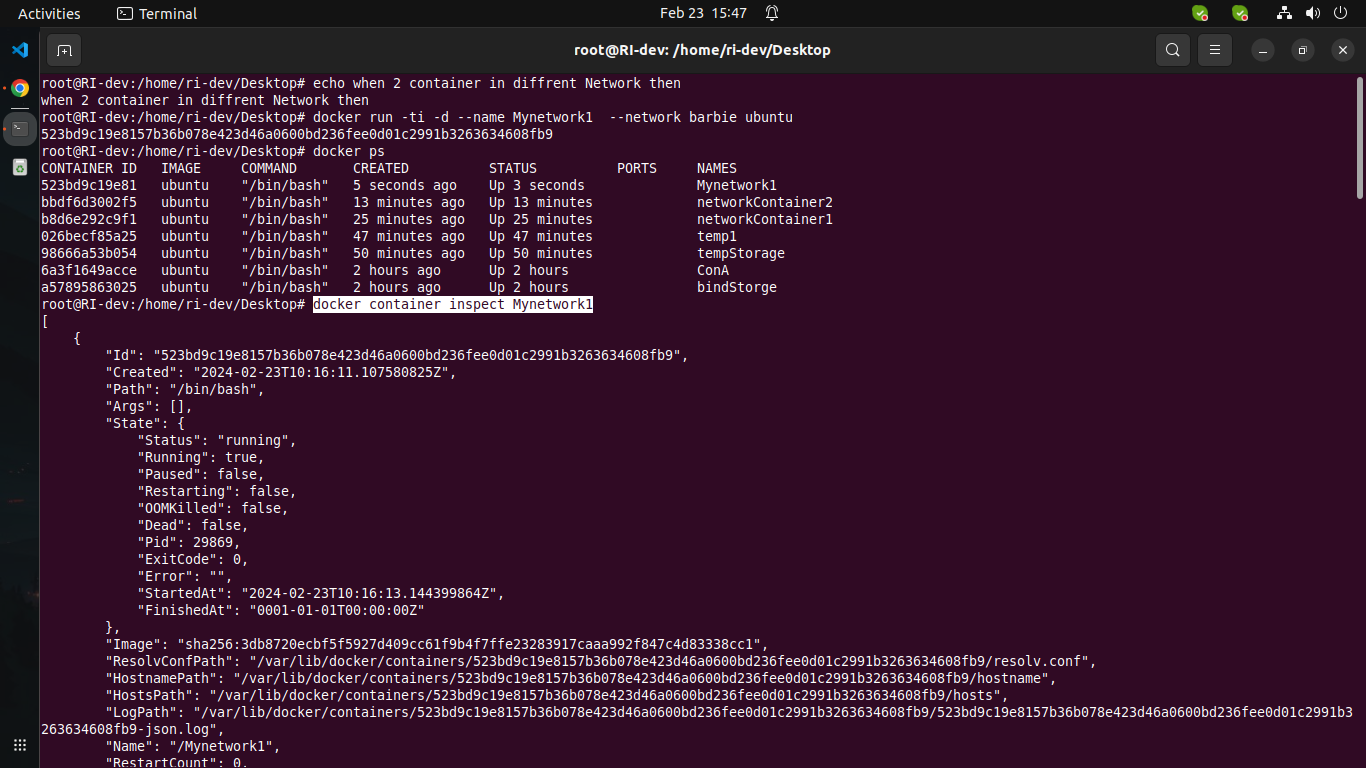 Activities
Terminal
Feb 23 15:47
root@RI-dev: /home/ri-dev/Desktop
root@RI-dev:/home/ri-dev/Desktop# echo when 2 container in diffrent Network then
when 2 container in diffrent Network then
root@RI-dev:/home/ri-dev/Desktop# docker run -ti -d --name Mynetwork1  --network barbie ubuntu
523bd9c19e8157b36b078e423d46a0600bd236fee0d01c2991b3263634608fb9
root@RI-dev:/home/ri-dev/Desktop# docker ps
CONTAINER ID   IMAGE     COMMAND       CREATED          STATUS          PORTS     NAMES
523bd9c19e81   ubuntu    "/bin/bash"   5 seconds ago    Up 3 seconds              Mynetwork1
bbdf6d3002f5   ubuntu    "/bin/bash"   13 minutes ago   Up 13 minutes             networkContainer2
b8d6e292c9f1   ubuntu    "/bin/bash"   25 minutes ago   Up 25 minutes             networkContainer1
026becf85a25   ubuntu    "/bin/bash"   47 minutes ago   Up 47 minutes             temp1
98666a53b054   ubuntu    "/bin/bash"   50 minutes ago   Up 50 minutes             tempStorage
6a3f1649acce   ubuntu    "/bin/bash"   2 hours ago      Up 2 hours                ConA
a57895863025   ubuntu    "/bin/bash"   2 hours ago      Up 2 hours                bindStorge
root@RI-dev:/home/ri-dev/Desktop# docker container inspect Mynetwork1
[
    {
        "Id": "523bd9c19e8157b36b078e423d46a0600bd236fee0d01c2991b3263634608fb9",
        "Created": "2024-02-23T10:16:11.107580825Z",
        "Path": "/bin/bash",
        "Args": [],
        "State": {
            "Status": "running",
            "Running": true,
            "Paused": false,
            "Restarting": false,
            "OOMKilled": false,
            "Dead": false,
            "Pid": 29869,
            "ExitCode": 0,
            "Error": "",
            "StartedAt": "2024-02-23T10:16:13.144399864Z",
            "FinishedAt": "0001-01-01T00:00:00Z"
        },
        "Image": "sha256:3db8720ecbf5f5927d409cc61f9b4f7ffe23283917caaa992f847c4d83338cc1",
        "ResolvConfPath": "/var/lib/docker/containers/523bd9c19e8157b36b078e423d46a0600bd236fee0d01c2991b3263634608fb9/resolv.conf",
        "HostnamePath": "/var/lib/docker/containers/523bd9c19e8157b36b078e423d46a0600bd236fee0d01c2991b3263634608fb9/hostname",
        "HostsPath": "/var/lib/docker/containers/523bd9c19e8157b36b078e423d46a0600bd236fee0d01c2991b3263634608fb9/hosts",
        "LogPath": "/var/lib/docker/containers/523bd9c19e8157b36b078e423d46a0600bd236fee0d01c2991b3263634608fb9/523bd9c19e8157b36b078e423d46a0600bd236fee0d01c2991b3
263634608fb9-json.log",
        "Name": "/Mynetwork1",
        "RestartCount": 0,